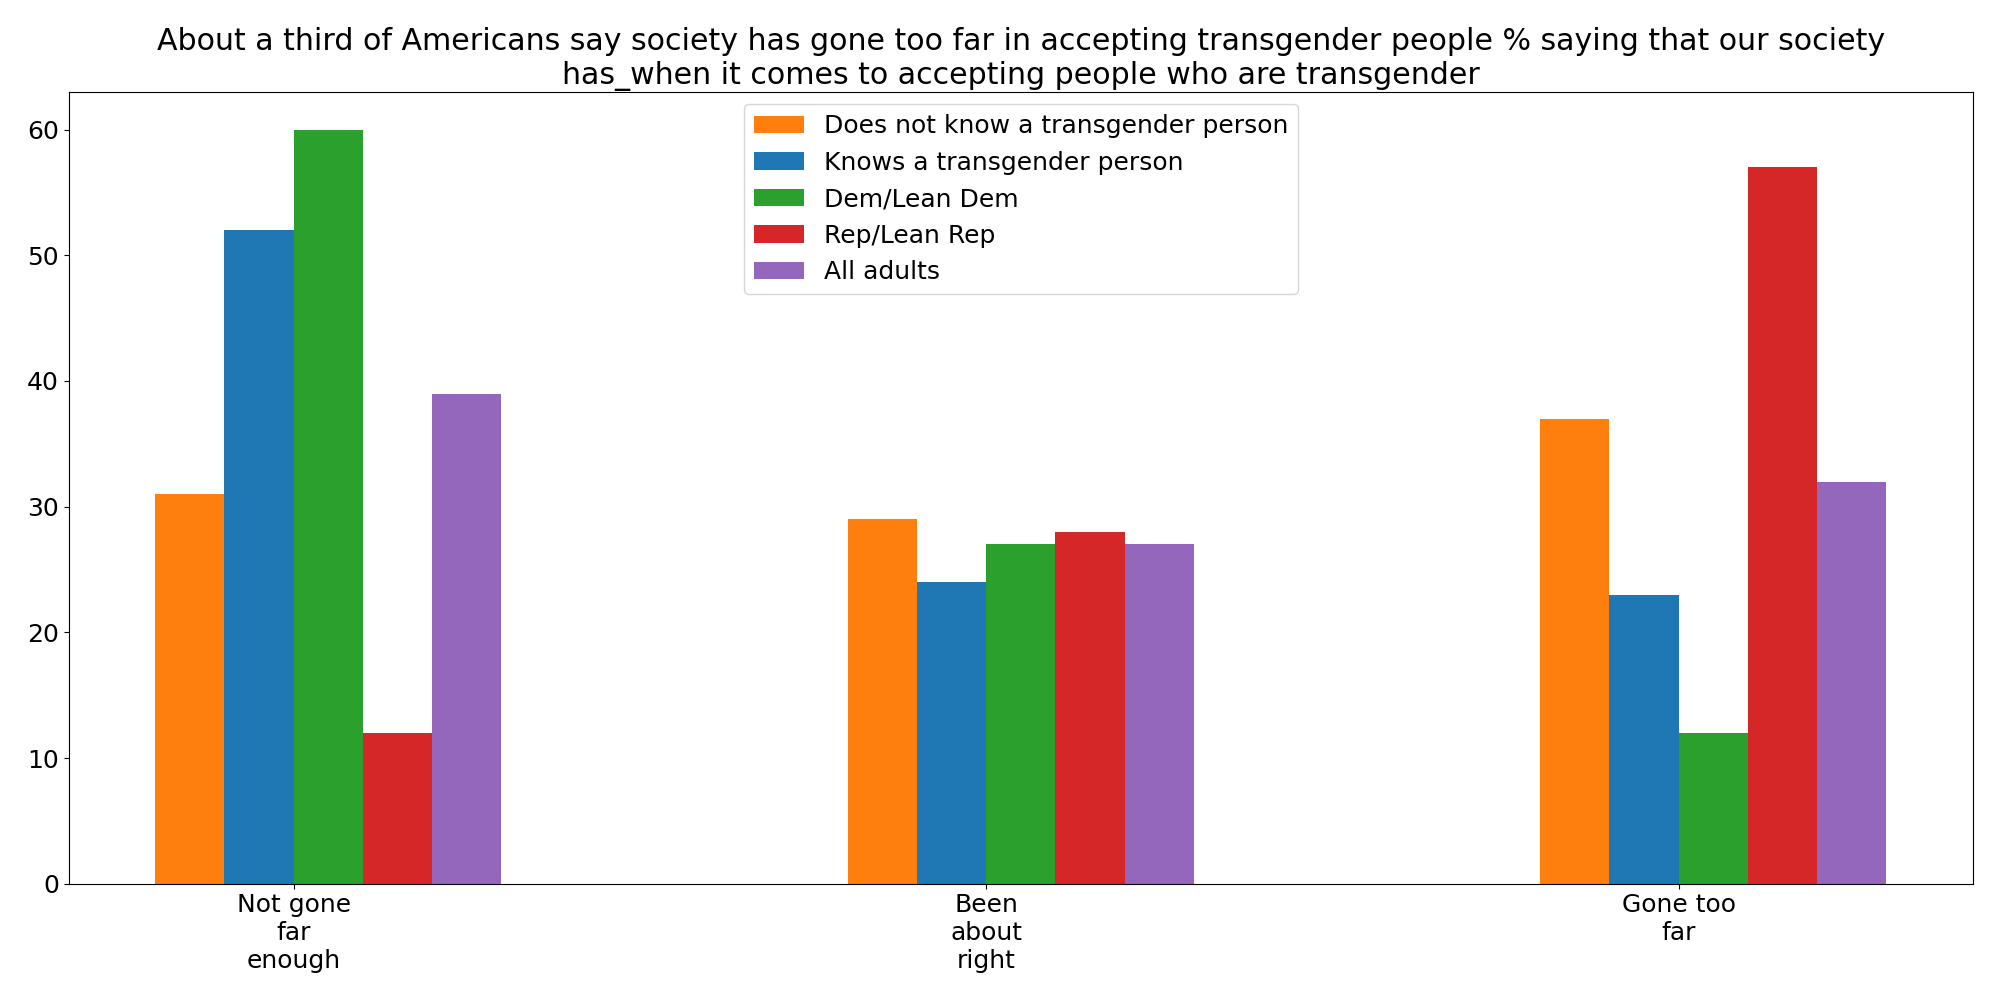 About a third of Americans say society has gone too far in accepting transgender people % saying that our society
has_when it comes to accepting people who are transgender
Does not know a transgender person
Knows a transgender person
Dem/Lean Dem
Rep/Lean Rep
All adults
60
50
40
30
20
10
0
Not gone
far
enough
Been
about
right
Gone too
far